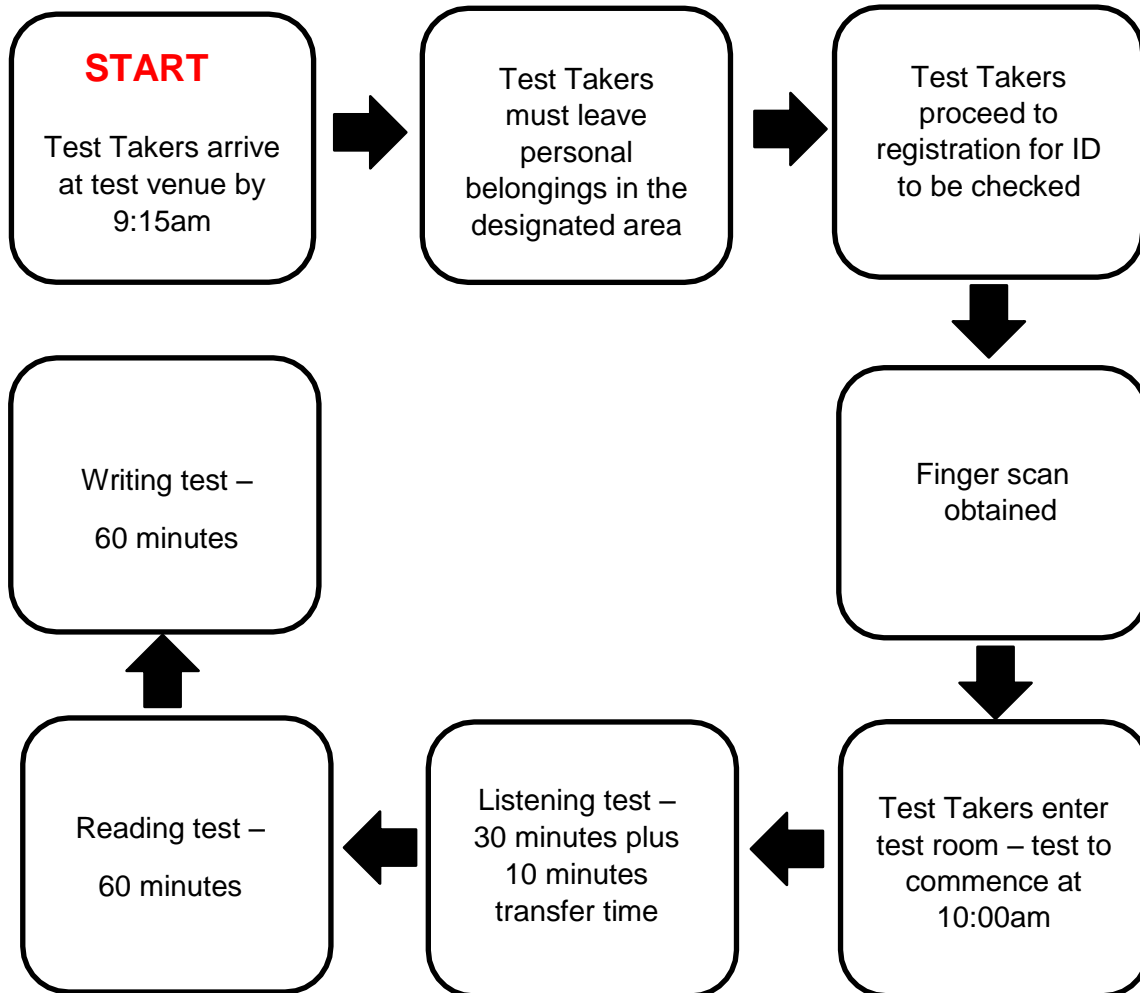 START
Test Takers arrive
at test venue by
9:15am
Test Takers
must leave
personal
belongings in the
designated area
Test Takers
proceed to
registration for ID
to be checked
Finger scan
obtained
Test Takers enter
test room – test to
commence at
10:00am
Listening test –
30 minutes plus
10 minutes
transfer time
Reading test –
60 minutes
Writing test –
60 minutes